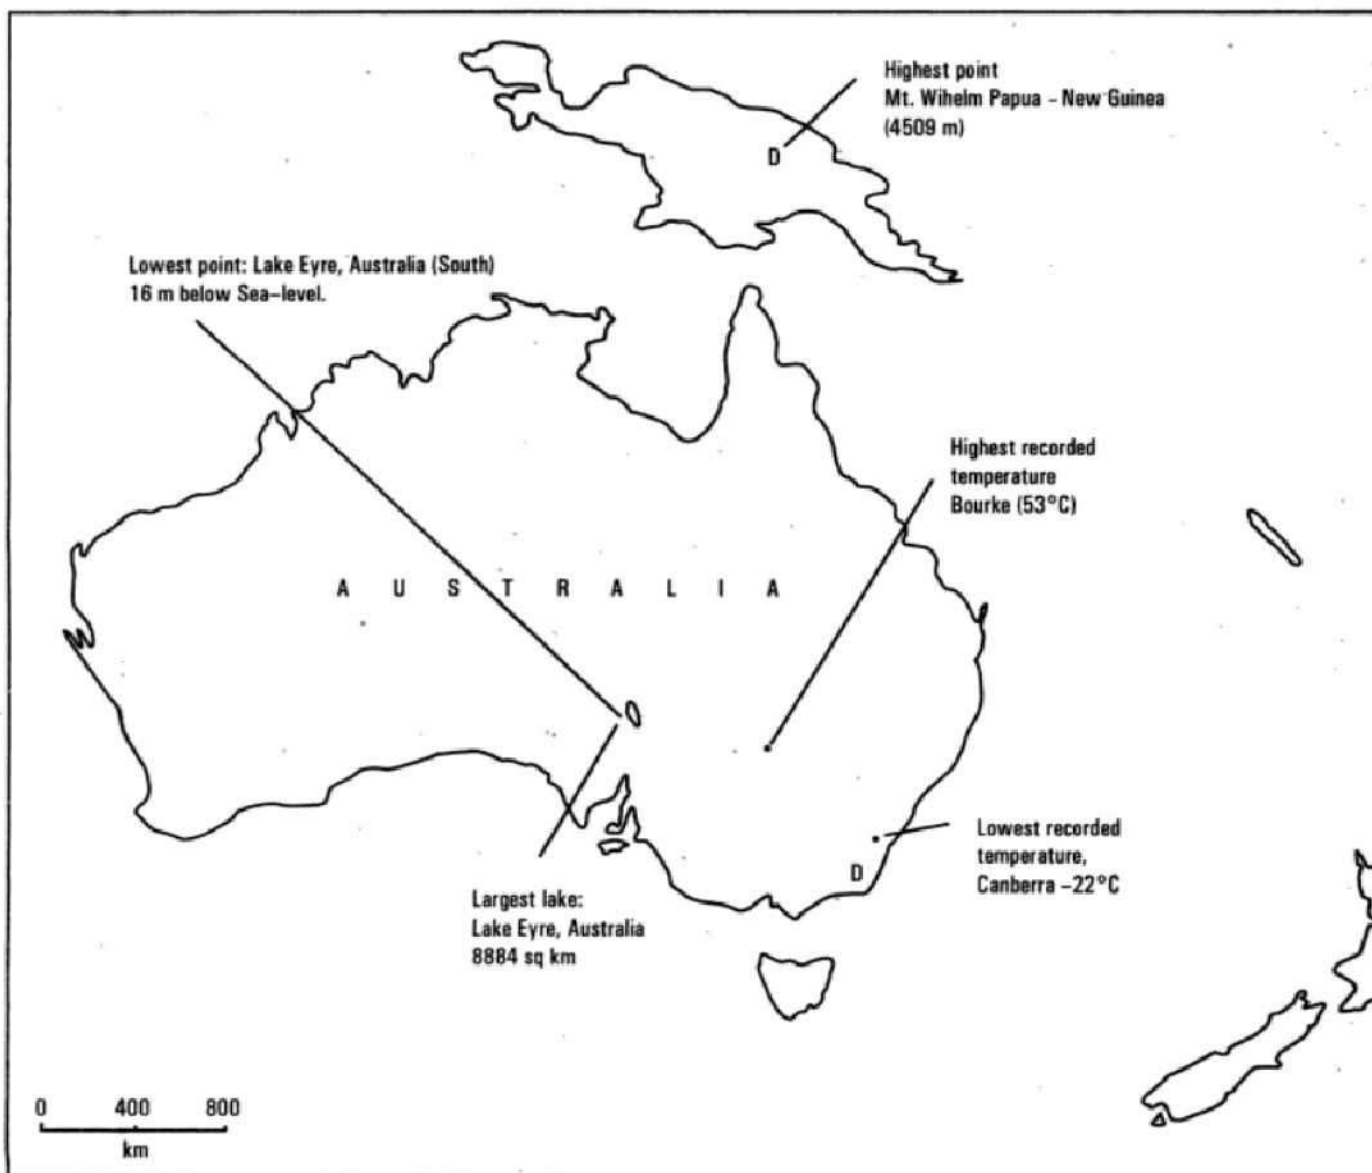 Highest point
Mt. Wihelm Papua - New Guinea
(4509 m)
D
Lowest point: Lake Eyre, Australia (South)
16 m below Sea-level.
Highest recorded
temperature
Bourke (53°C)
A U S T R A L I A
Lowest recorded
temperature,
Canberra -22°C
D
Largest lake:
Lake Eyre, Australia
8884 sq km
0 400 800
km